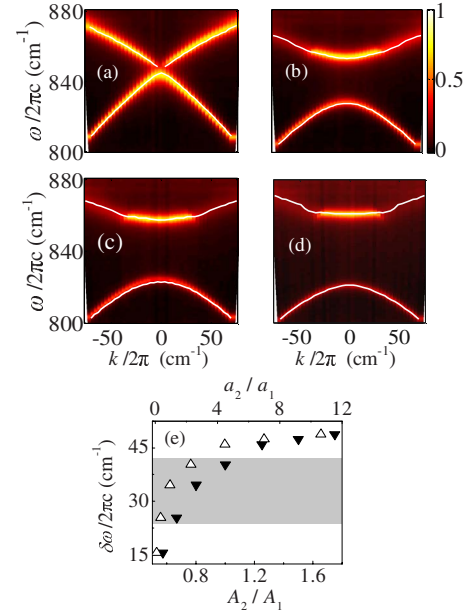 880
840
800
ω/2πc (cm⁻¹)
(a)
(b)
1
0.5
0
880
840
800
ω/2πc (cm⁻¹)
(c)
(d)
-50 0 50
-50 0 50
k/2π (cm⁻¹)
k/2π (cm⁻¹)
a₂/a₁
0 4 8 12
(e)
45
30
15
δω/2πc (cm⁻¹)
0.8 1.2 1.6
A₂/A₁